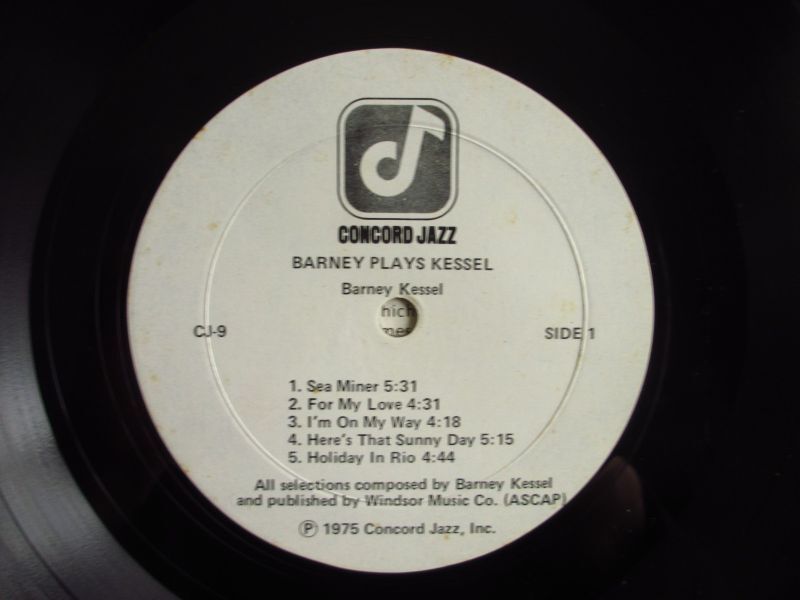 CONCORD JAZZ
BARNEY PLAYS KESSEL
Barney Kessel
hich
mes
CJ-9
SIDE 1
1. Sea Miner 5:31
2. For My Love 4:31
3. I'm On My Way 4:18
4. Here's That Sunny Day 5:15
5. Holiday In Rio 4:44
All selections composed by Barney Kessel
and published by Windsor Music Co. (ASCAP)
℗ 1975 Concord Jazz, Inc.